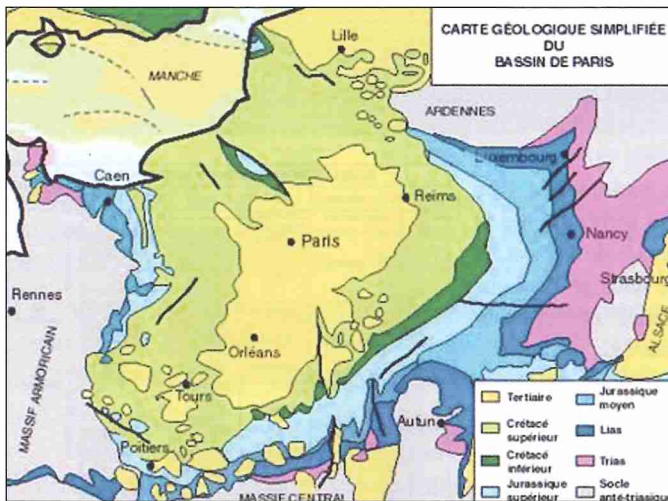 CARTE GÉOLOGIQUE SIMPLIFIÉE
DU
BASSIN DE PARIS
Lille
MANCHE
ARDENNES
Luxembourg
Caen
Reims
Paris
Nancy
Strasbourg
Rennes
ALSACE
MASSIF ARMORICAIN
Orléans
Tours
Autun
Poitiers
MASSIF CENTRAL
Tertiaire
Crétacé
supérieur
Crétacé
inférieur
Jurassique
supérieur
Jurassique
moyen
Lias
Trias
Socle
antétriasique